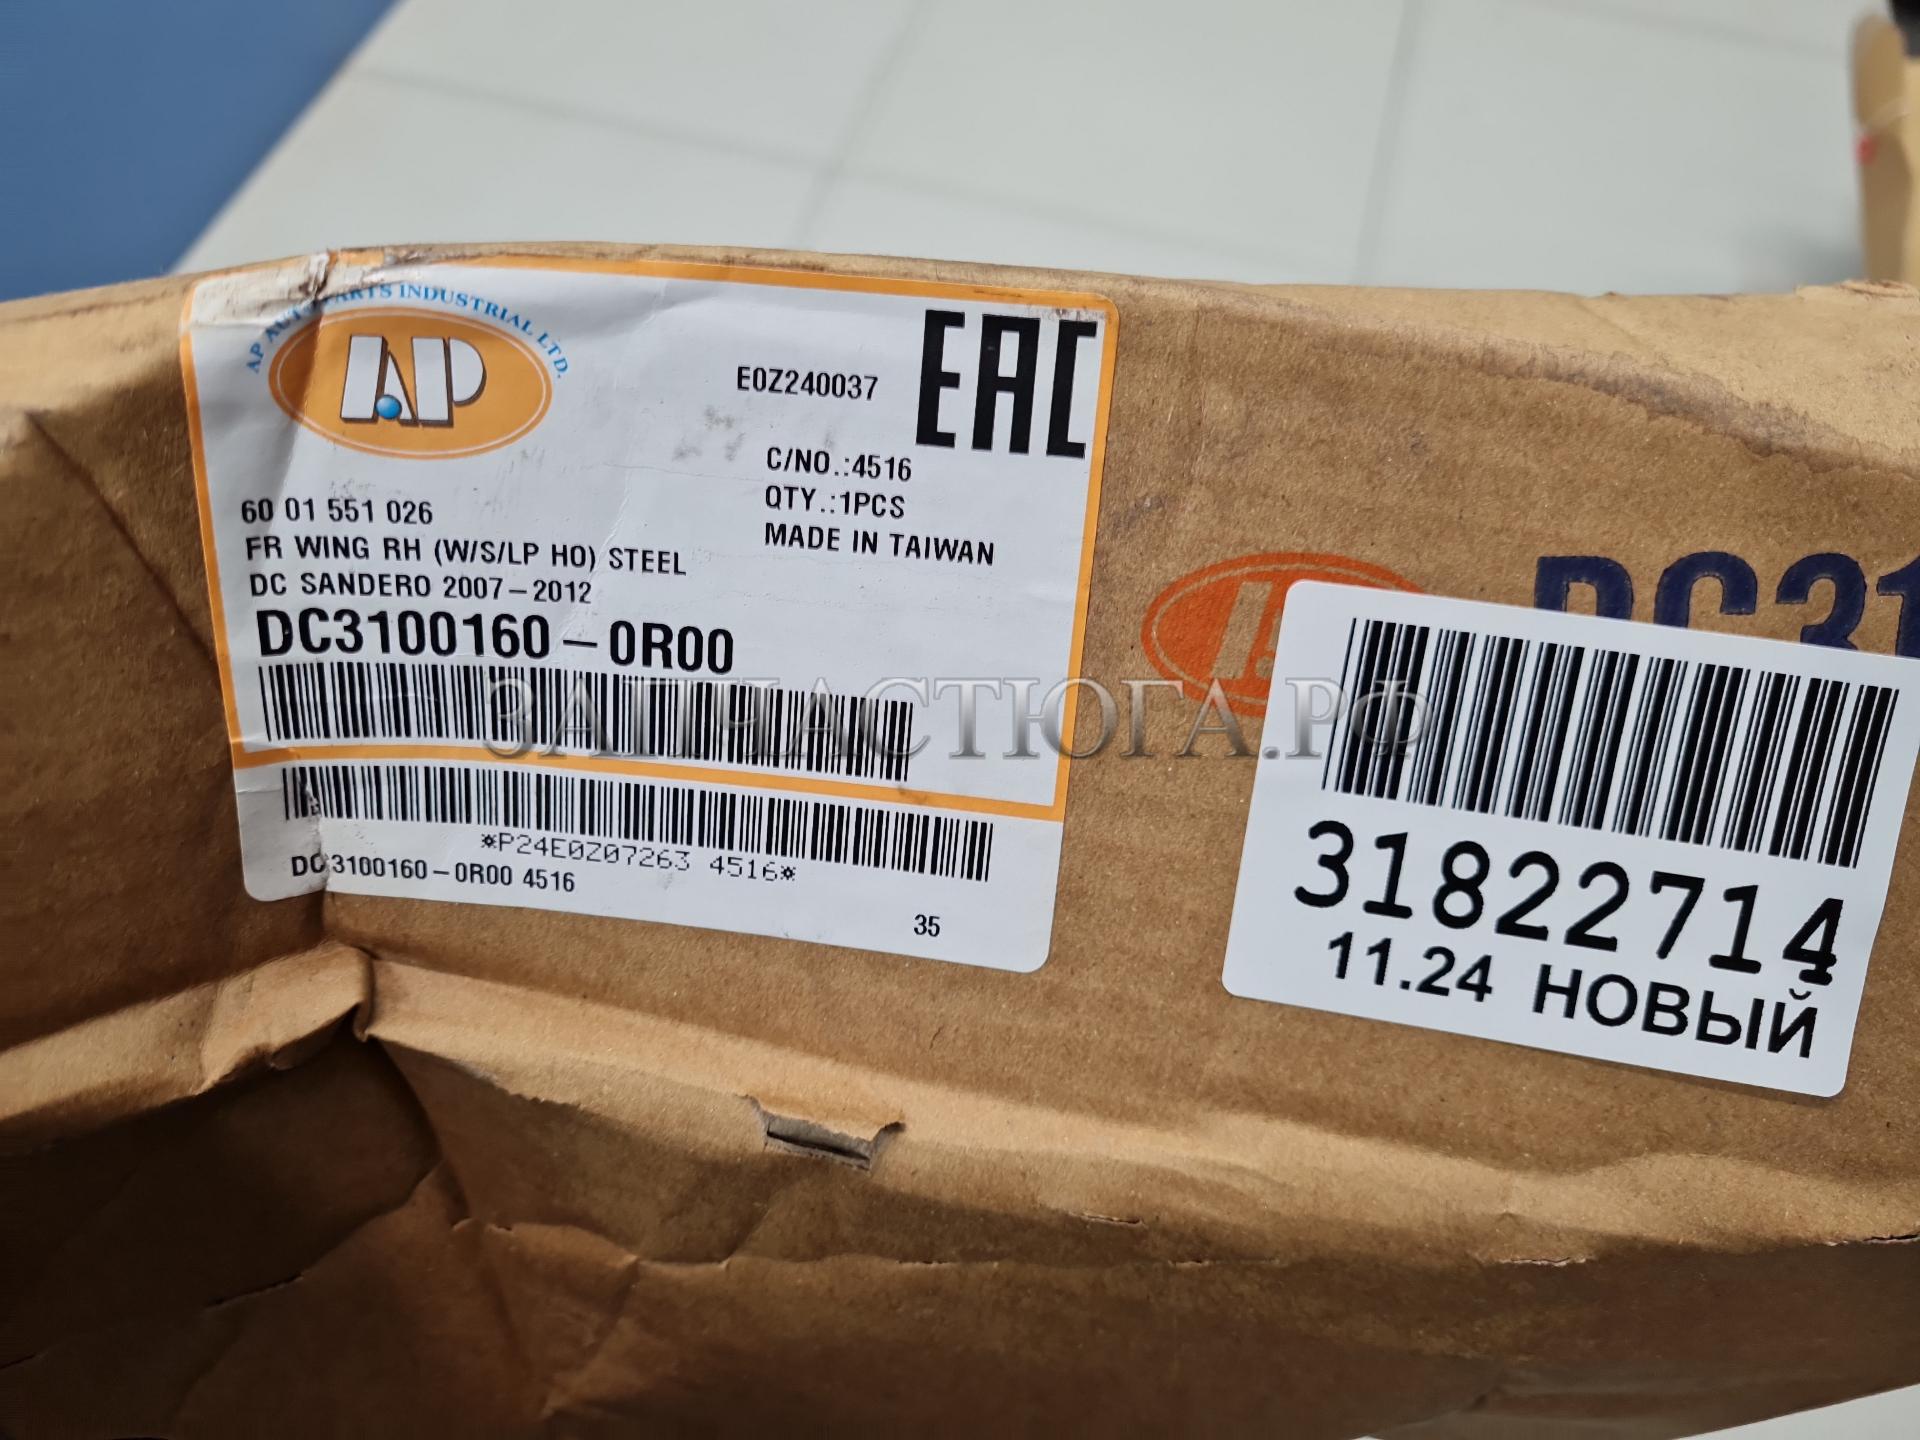 AP AUTO PARTS INDUSTRIAL LTD.
AP
E0Z240037
EAC
C/NO.:4516
QTY.:1PCS
MADE IN TAIWAN
60 01 551 026
FR WING RH (W/S/LP HO) STEEL
DC SANDERO 2007-2012
DC3100160-0R00
*P24E0Z07263 4516*
DC3100160-0R00 4516
35
DC31
31822714
11.24 НОВЫЙ
ЗАПЧАСТЮГА.РФ